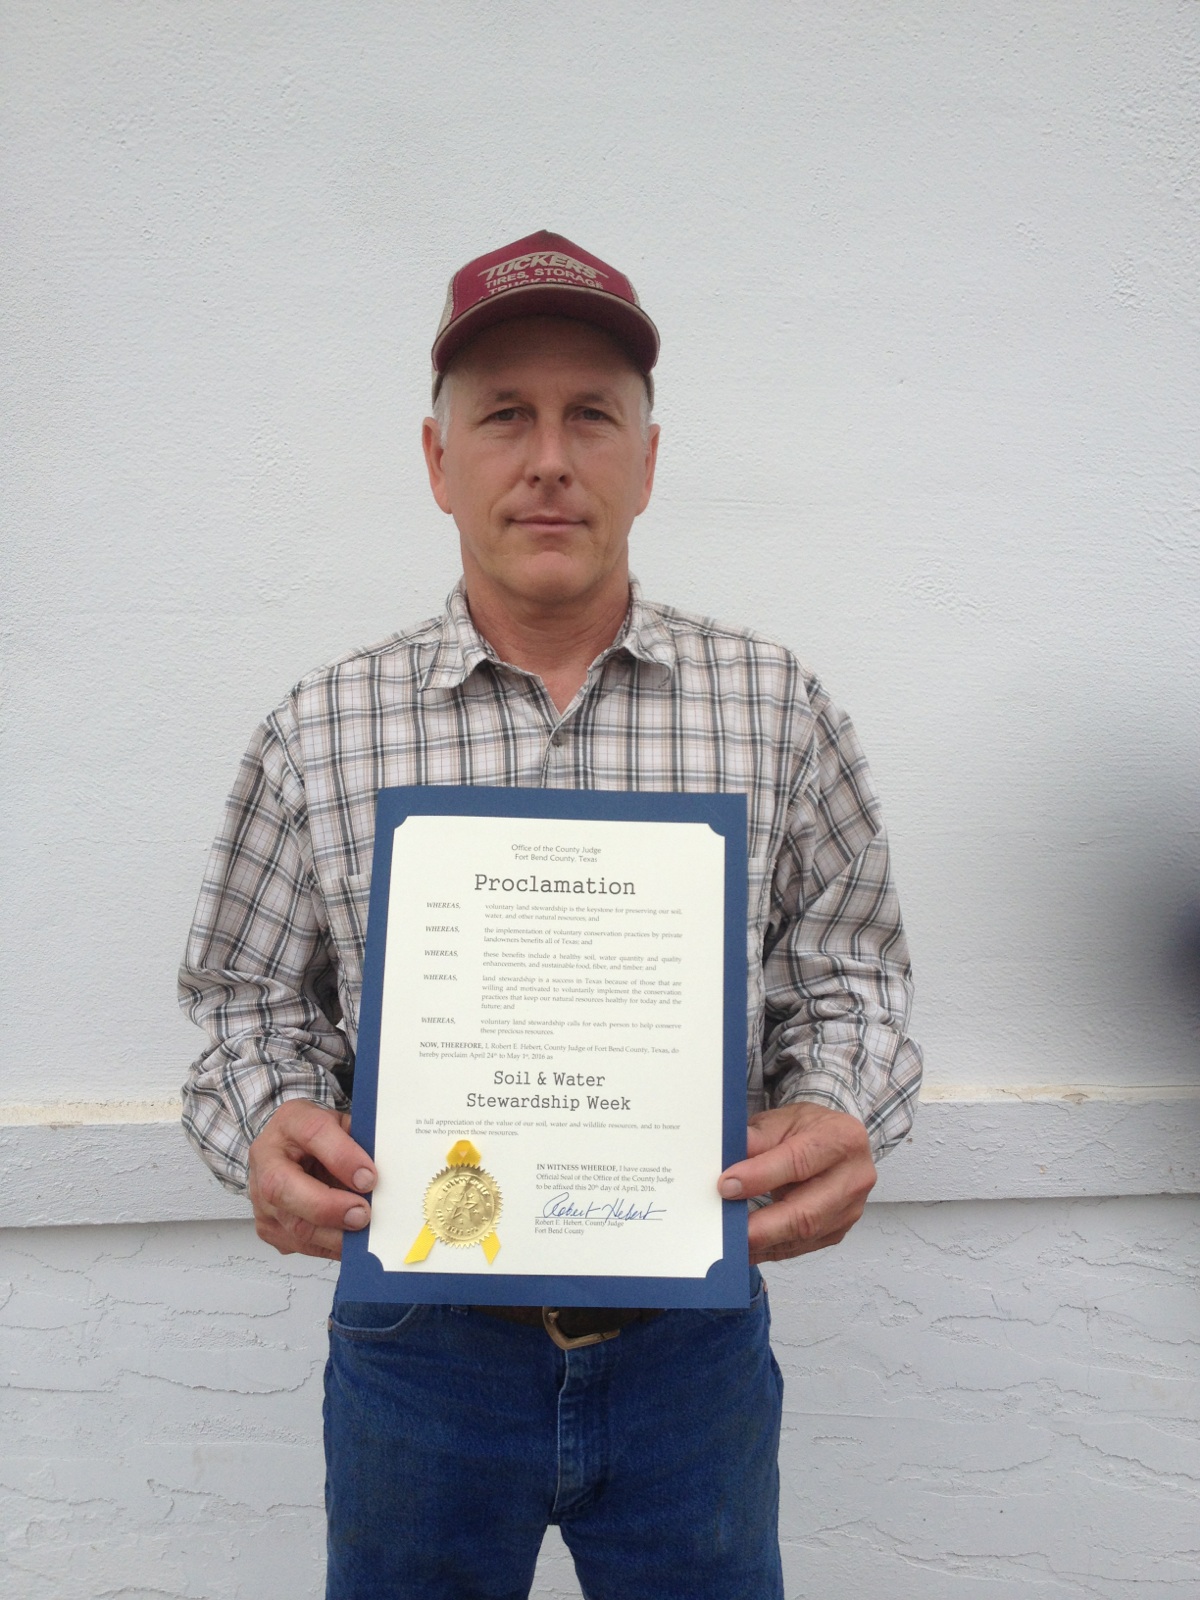 TUCKERS
TIRES, STORAGE
Office of the County Judge
Fort Bend County, Texas
Proclamation
WHEREAS, voluntary land stewardship is the keystone for preserving our soil,
water, and other natural resources, and
WHEREAS, the implementation of voluntary conservation practices by private
landowners benefits all of Texas; and
WHEREAS, these benefits include a healthy soil, water quantity and quality
enhancements, and sustainable food, fiber, and timber; and
WHEREAS, land stewardship is a success in Texas because of those that are
willing and motivated to voluntarily implement the conservation
practices that keep our natural resources healthy for today and the
future; and
WHEREAS, voluntary land stewardship calls for each person to help conserve
these precious resources.
NOW, THEREFORE, I, Robert E. Hebert, County Judge of Fort Bend County, Texas, do
hereby proclaim April 24th to May 1st, 2016 as
Soil & Water
Stewardship Week
in full appreciation of the value of our soil, water and wildlife resources, and to honor
those who protect those resources.
IN WITNESS WHEREOF, I have caused the
Official Seal of the Office of the County Judge
to be affixed this 20th day of April, 2016.
Robert Hebert
Robert E. Hebert, County Judge
Fort Bend County